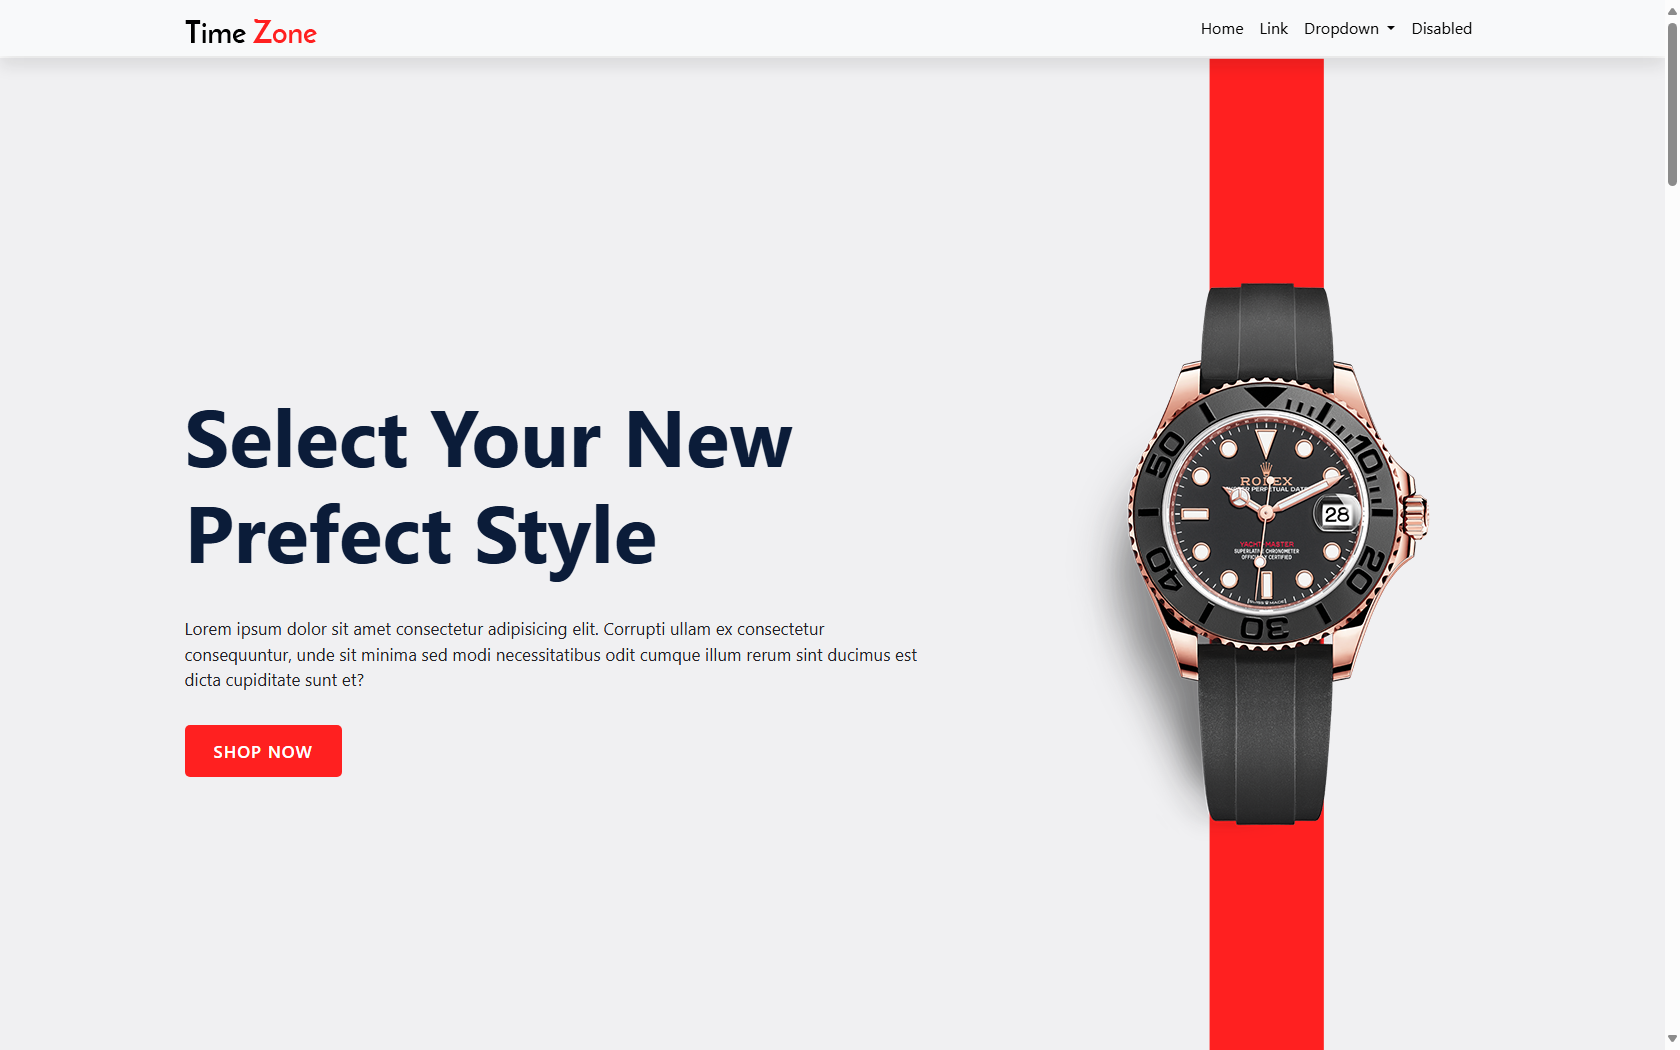 Time Zone
Home Link Dropdown Disabled
Select Your New
Prefect Style
Lorem ipsum dolor sit amet consectetur adipisicing elit. Corrupti ullam ex consectetur
consequuntur, unde sit minima sed modi necessitatibus odit cumque illum rerum sint ducimus est
dicta cupiditate sunt et?
SHOP NOW
10
50
ROLEX
PERPETUAL DATE
28
YACHT-MASTER
SUPERLATIVE CHRONOMETER
OFFICIALLY CERTIFIED
SWISS MADE
40
20
30